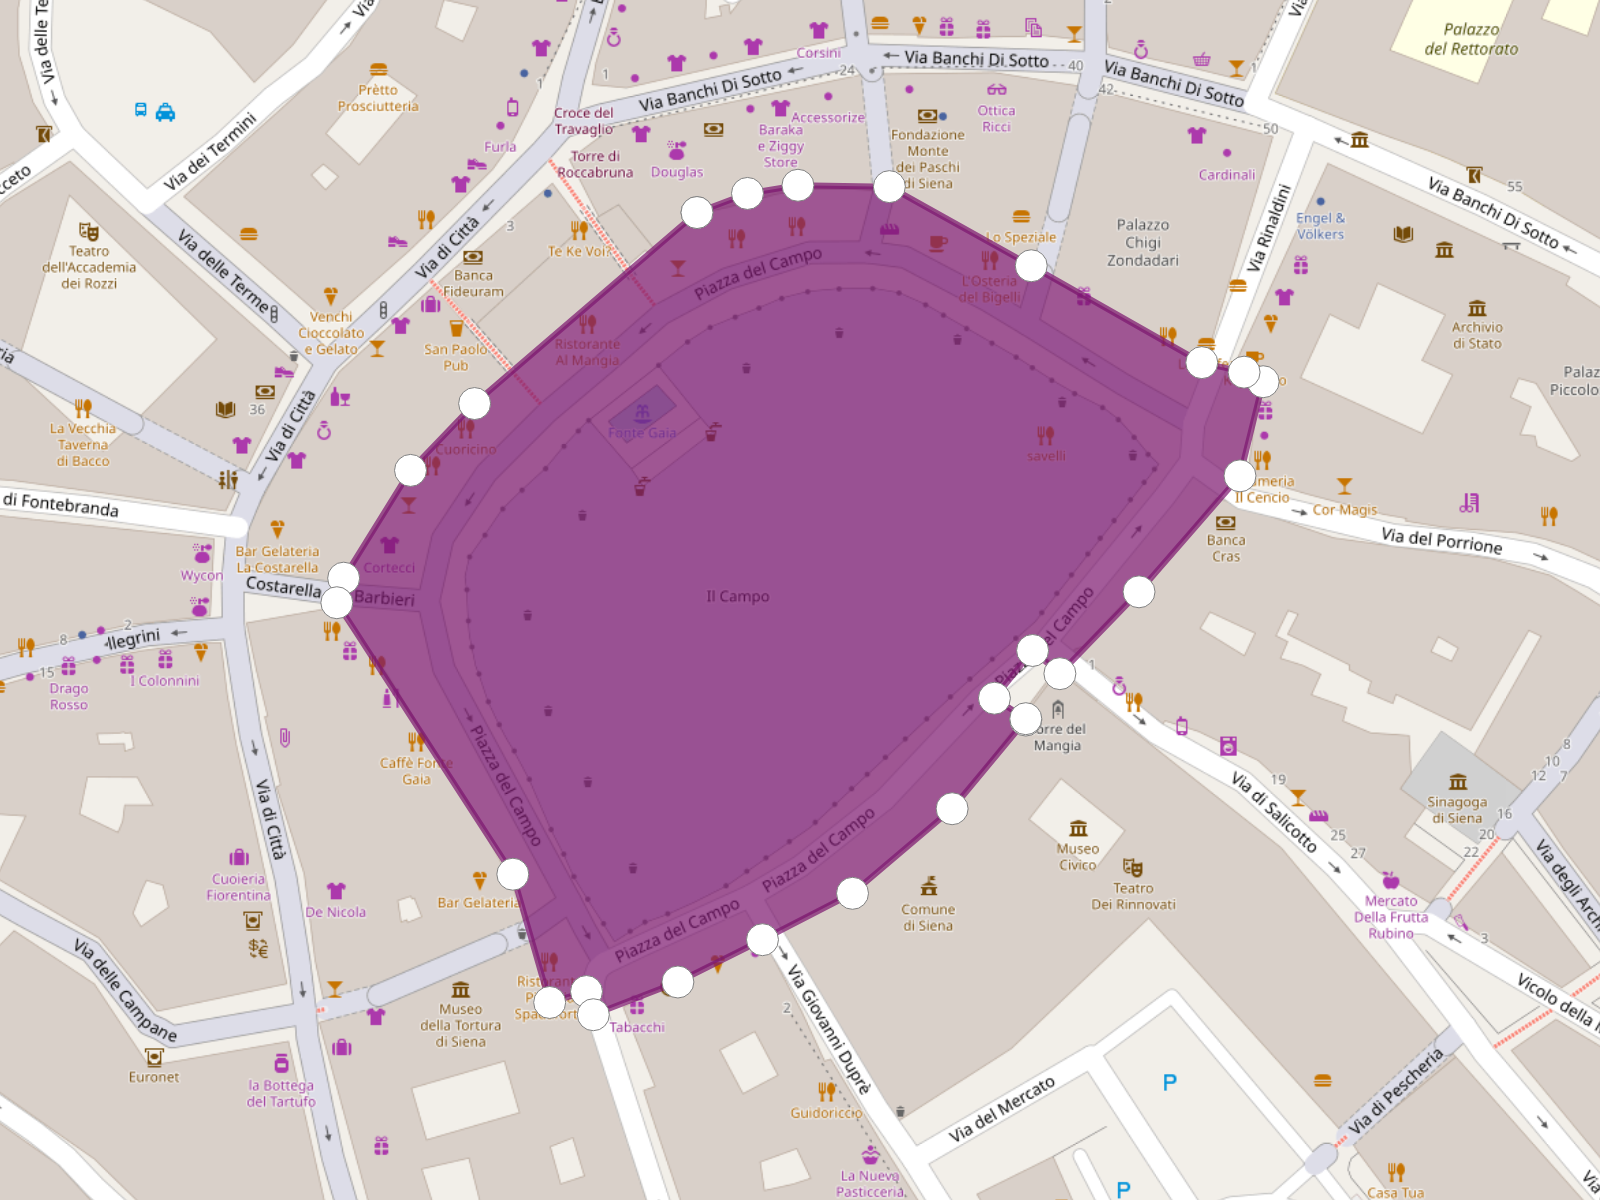 Via delle Te
Via
Palazzo
del Rettorato
Corsini
24
Via Banchi Di Sotto
40
Via Banchi Di Sotto
42
50
1
1
Via Banchi Di Sotto
Prètto
Prosciutteria
Croce del
Travaglio
Furla
Torre di
Roccabruna
Douglas
Baraka
e Ziggy
Store
Accessorize
Fondazione
Monte
dei Paschi
di Siena
Ottica
Ricci
Cardinali
55
Via Banchi Di Sotto
Via dei Termini
cceto
Via di Città
3
Te Ke Voi?
Lo Speziale
Palazzo
Chigi
Zondadari
Via Rinaldini
Engel &
Völkers
Teatro
dell'Accademia
dei Rozzi
Via delle Terme
Banca
Fideuram
Piazza del Campo
L'Osteria
del Bigelli
Archivio
di Stato
Venchi
Cioccolato
e Gelato
San Paolo
Pub
Ristorante
Al Mangia
Palaz
Piccolo
ria
36
Via di Città
La Vecchia
Taverna
di Bacco
Cuoricino
Fonte Gaia
savelli
Il Cencio
Cor Magis
di Fontebranda
Banca
Cras
Via del Porrione
Bar Gelateria
La Costarella
Cortecci
Wycon
Costarella
Barbieri
Il Campo
8
2
llegrini
15
Drago
Rosso
I Colonnini
1
Mangia
Caffè Fonte
Gaia
Piazza del Campo
Via di Città
Piazza del Campo
Via di Salicotto
19
25
27
Sinagoga
di Siena
8
10
12
7
16
20
22
Museo
Civico
Teatro
Dei Rinnovati
Via degli Arch
Cuoieria
Fiorentina
De Nicola
Bar Gelateria
Piazza del Campo
Comune
di Siena
Mercato
Della Frutta
Rubino
3
Via delle Campane
Museo
della Tortura
di Siena
Tabacchi
2
Via Giovanni Duprè
Vicolo della
Euronet
la Bottega
del Tartufo
Guidoriccio
Via del Mercato
P
Via di Pescheria
La Nuova
Pasticceria
P
Casa Tua
Via